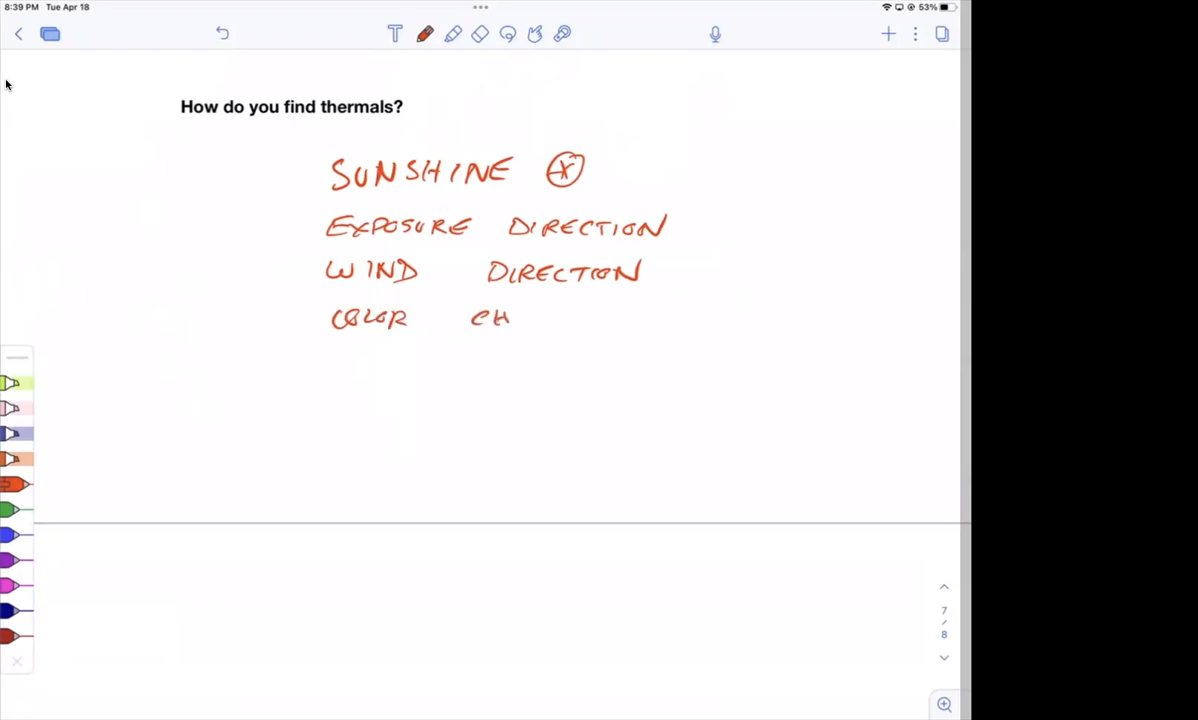 8:39 PM Tue Apr 18
53%
How do you find thermals?
SUNSHINE
EXPOSURE DIRECTION
WIND DIRECTION
COLOR CH
7
/
8